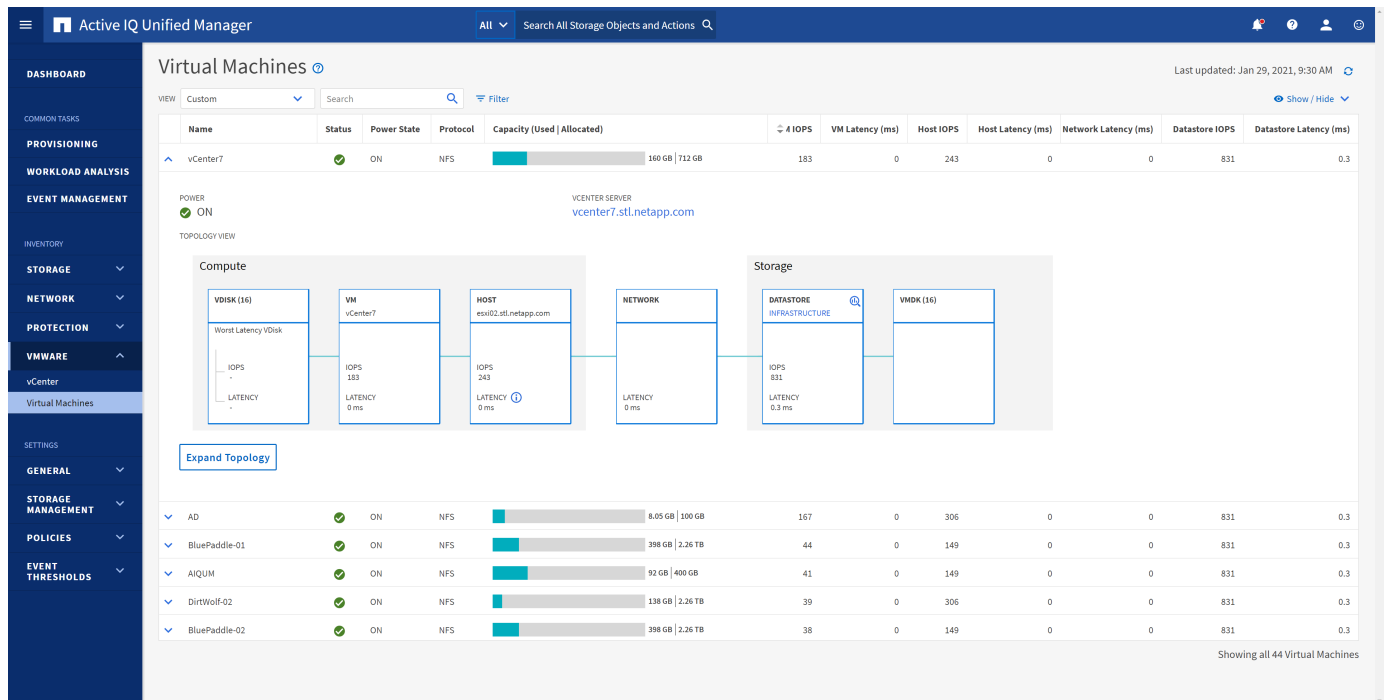 Active IQ Unified Manager
All
Search All Storage Objects and Actions
DASHBOARD
COMMON TASKS
PROVISIONING
WORKLOAD ANALYSIS
EVENT MANAGEMENT
INVENTORY
STORAGE
NETWORK
PROTECTION
VMWARE
vCenter
Virtual Machines
SETTINGS
GENERAL
STORAGE
MANAGEMENT
POLICIES
EVENT
THRESHOLDS
Virtual Machines
Last updated: Jan 29, 2021, 9:30 AM
VIEW Custom Search Filter Show / Hide
Name Status Power State Protocol Capacity (Used | Allocated) IOPS VM Latency (ms) Host IOPS Host Latency (ms) Network Latency (ms) Datastore IOPS Datastore Latency (ms)
vCenter7 ON NFS 160 GB | 712 GB 183 0 243 0 0 831 0.3
POWER
ON
VCENTER SERVER
vcenter7.stl.netapp.com
TOPOLOGY VIEW
Compute
VDISK (16)
Worst Latency VDisk
IOPS
-
LATENCY
-
VM
vCenter7
IOPS
183
LATENCY
0 ms
HOST
esxi02.stl.netapp.com
IOPS
243
LATENCY
0 ms
NETWORK
LATENCY
0 ms
Storage
DATASTORE
INFRASTRUCTURE
IOPS
831
LATENCY
0.3 ms
VMDK (16)
Expand Topology
AD ON NFS 8.05 GB | 100 GB 167 0 306 0 0 831 0.3
BluePaddle-01 ON NFS 398 GB | 2.26 TB 44 0 149 0 0 831 0.3
AIQUM ON NFS 92 GB | 400 GB 41 0 149 0 0 831 0.3
DirtWolf-02 ON NFS 138 GB | 2.26 TB 39 0 306 0 0 831 0.3
BluePaddle-02 ON NFS 398 GB | 2.26 TB 38 0 149 0 0 831 0.3
Showing all 44 Virtual Machines